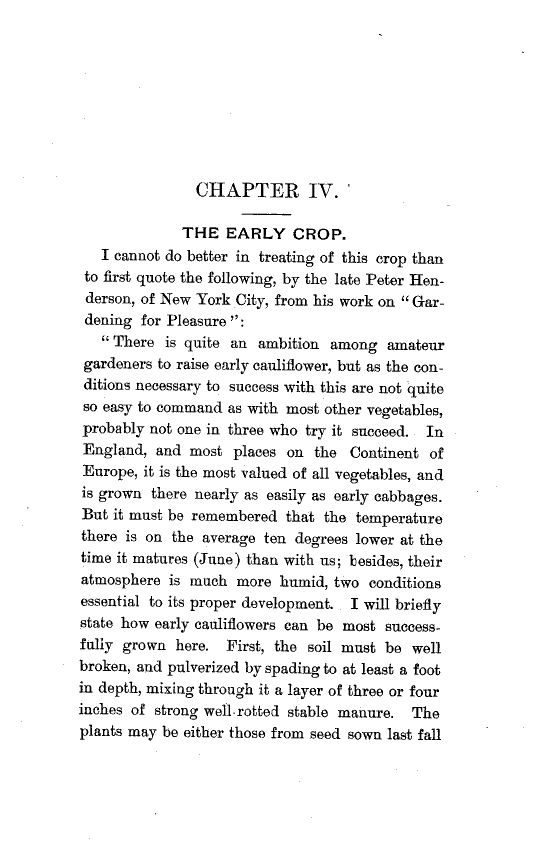 CHAPTER IV.
THE EARLY CROP.
I cannot do better in treating of this crop than
to first quote the following, by the late Peter Hen-
derson, of New York City, from his work on "Gar-
dening for Pleasure":
"There is quite an ambition among amateur
gardeners to raise early cauliflower, but as the con-
ditions necessary to success with this are not quite
so easy to command as with most other vegetables,
probably not one in three who try it succeed. In
England, and most places on the Continent of
Europe, it is the most valued of all vegetables, and
is grown there nearly as easily as early cabbages.
But it must be remembered that the temperature
there is on the average ten degrees lower at the
time it matures (June) than with us; besides, their
atmosphere is much more humid, two conditions
essential to its proper development. I will briefly
state how early cauliflowers can be most success-
fully grown here. First, the soil must be well
broken, and pulverized by spading to at least a foot
in depth, mixing through it a layer of three or four
inches of strong well-rotted stable manure. The
plants may be either those from seed sown last fall